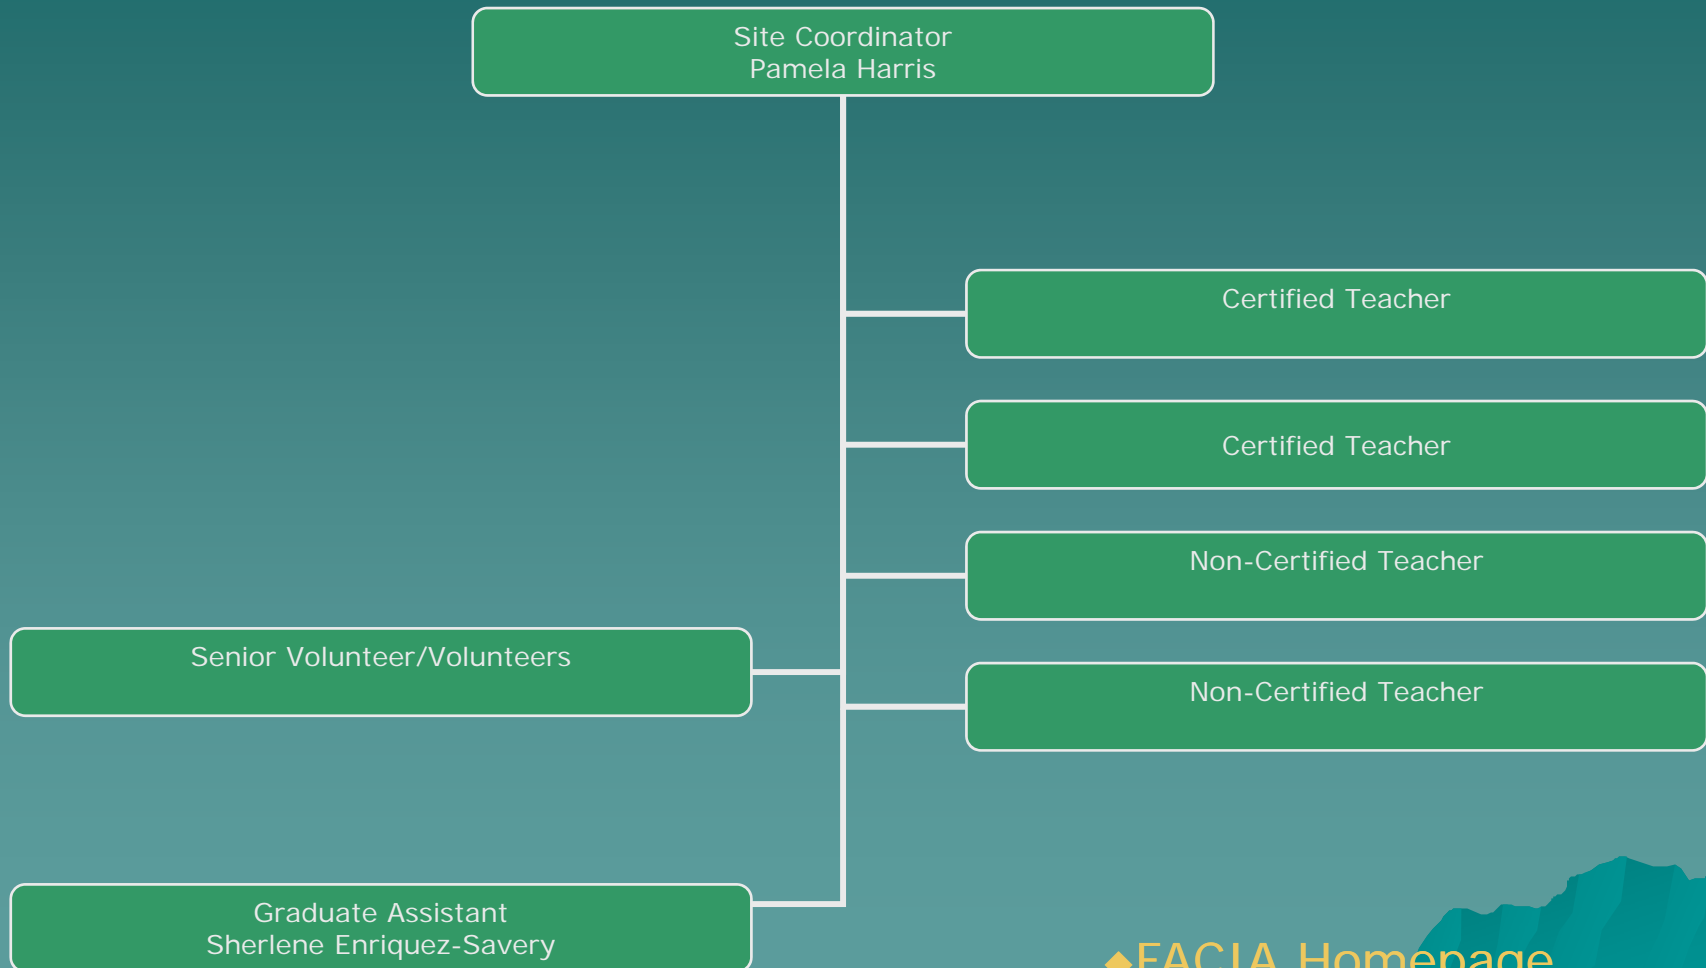 Site Coordinator
Pamela Harris
Certified Teacher
Certified Teacher
Non-Certified Teacher
Senior Volunteer/Volunteers
Non-Certified Teacher
Graduate Assistant
Sherlene Enriquez-Savery
◆FACIA Homepage